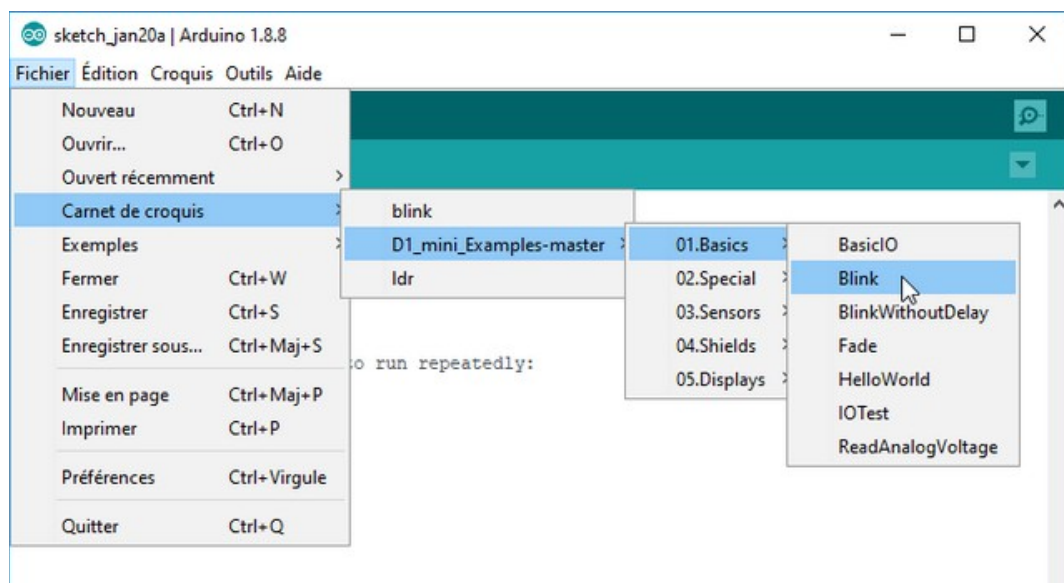 sketch_jan20a | Arduino 1.8.8
Fichier Édition Croquis Outils Aide
Nouveau Ctrl+N
Ouvrir... Ctrl+O
Ouvert récemment
Carnet de croquis
Exemples
Fermer Ctrl+W
Enregistrer Ctrl+S
Enregistrer sous... Ctrl+Maj+S
Mise en page Ctrl+Maj+P
Imprimer Ctrl+P
Préférences Ctrl+Virgule
Quitter Ctrl+Q
blink
D1_mini_Examples-master
ldr
01.Basics
02.Special
03.Sensors
04.Shields
05.Displays
BasicIO
Blink
BlinkWithoutDelay
Fade
HelloWorld
IOTest
ReadAnalogVoltage
to run repeatedly: